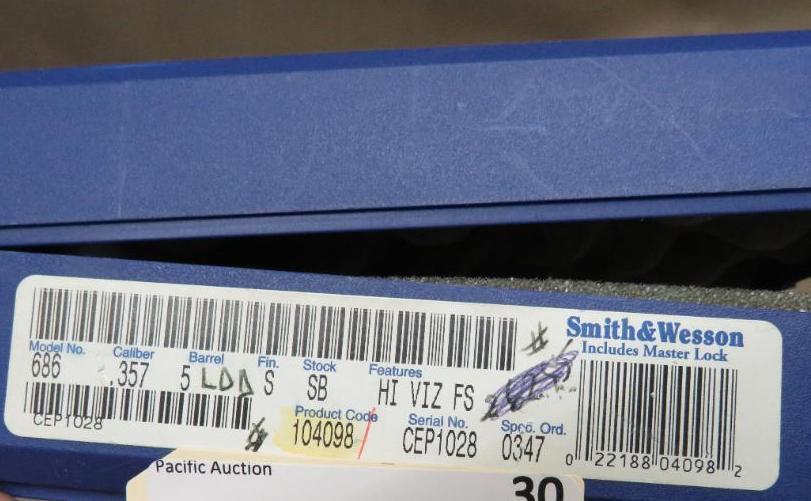 Smith&Wesson
Includes Master Lock
Model No. Caliber Barrel Fin. Stock Features
686 357 5 LDD S SB HI VIZ FS
Product Code Serial No. Spec. Ord.
CEP1028 104098 CEP1028 0347
0 22188 04098 2
Pacific Auction
30